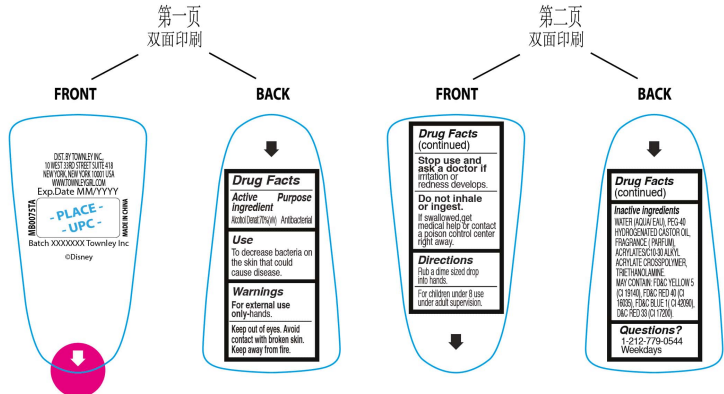 第一页
双面印刷
FRONT
DIST. BY TOWNLEY INC.,
10 WEST 33RD STREET SUITE 418
NEW YORK, NEW YORK 10001 USA
WWW.TOWNLEYGIRL.COM
Exp.Date MM/YYYY
MB0075TA
- PLACE -
- UPC -
MADE IN CHINA
Batch XXXXXXX Townley Inc
©Disney
BACK
Drug Facts
Active Purpose
ingredient
Alcohol Denat.70%(v/v) Antibacterial
Use
To decrease bacteria on
the skin that could
cause disease.
Warnings
For external use
only-hands.
Keep out of eyes. Avoid
contact with broken skin.
Keep away from fire.
第二页
双面印刷
FRONT
Drug Facts
(continued)
Stop use and
ask a doctor if
irritation or
redness develops.
Do not inhale
or ingest.
If swallowed,get
medical help or contact
a poison control center
right away.
Directions
Rub a dime sized drop
into hands.
For children under 8 use
under adult supervision.
BACK
Drug Facts
(continued)
Inactive ingredients
WATER (AQUA/ EAU), PEG-40
HYDROGENATED CASTOR OIL,
FRAGRANCE ( PARFUM),
ACRYLATES/C10-30 ALKYL
ACRYLATE CROSSPOLYMER,
TRIETHANOLAMINE.
MAY CONTAIN: FD&C YELLOW 5
(CI 19140), FD&C RED 40 (CI
16035), FD&C BLUE 1 (CI 42090),
D&C RED 33 (CI 17200).
Questions?
1-212-779-0544
Weekdays